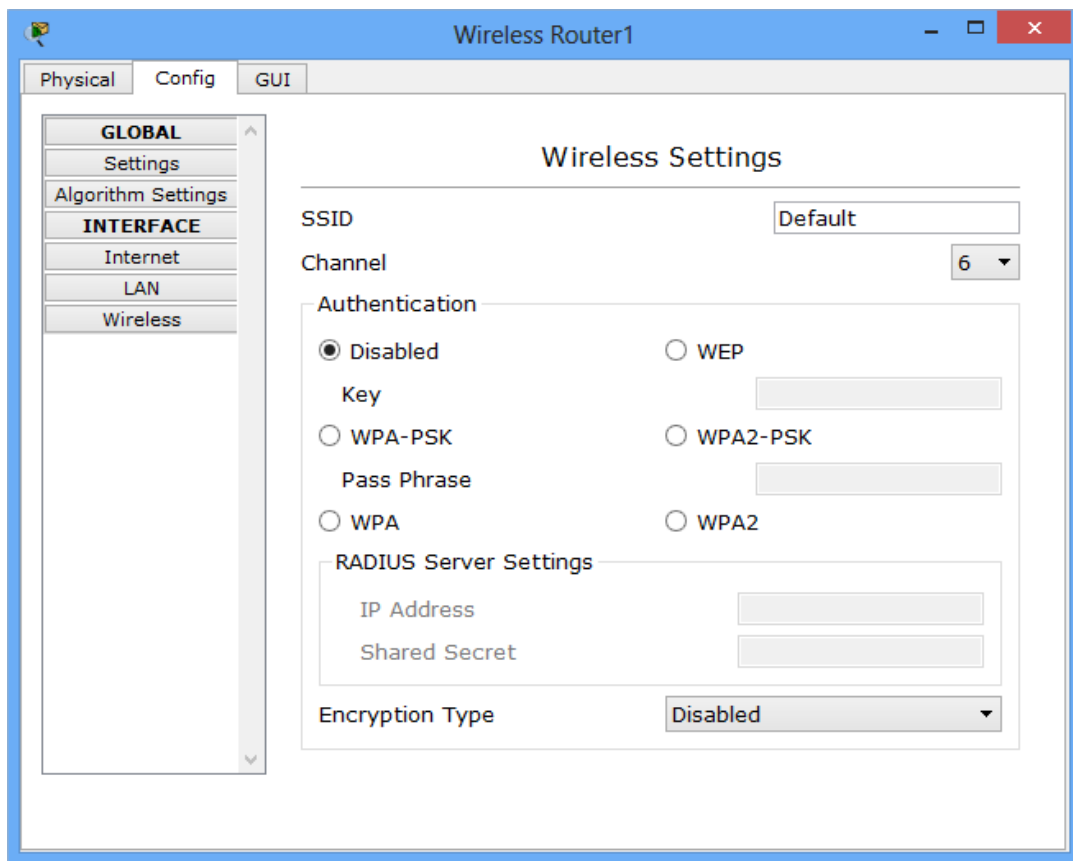 Wireless Router1
Physical Config GUI
GLOBAL
Settings
Algorithm Settings
INTERFACE
Internet
LAN
Wireless
Wireless Settings
SSID Default
Channel 6
Authentication
Disabled WEP
Key
WPA-PSK WPA2-PSK
Pass Phrase
WPA WPA2
RADIUS Server Settings
IP Address
Shared Secret
Encryption Type Disabled